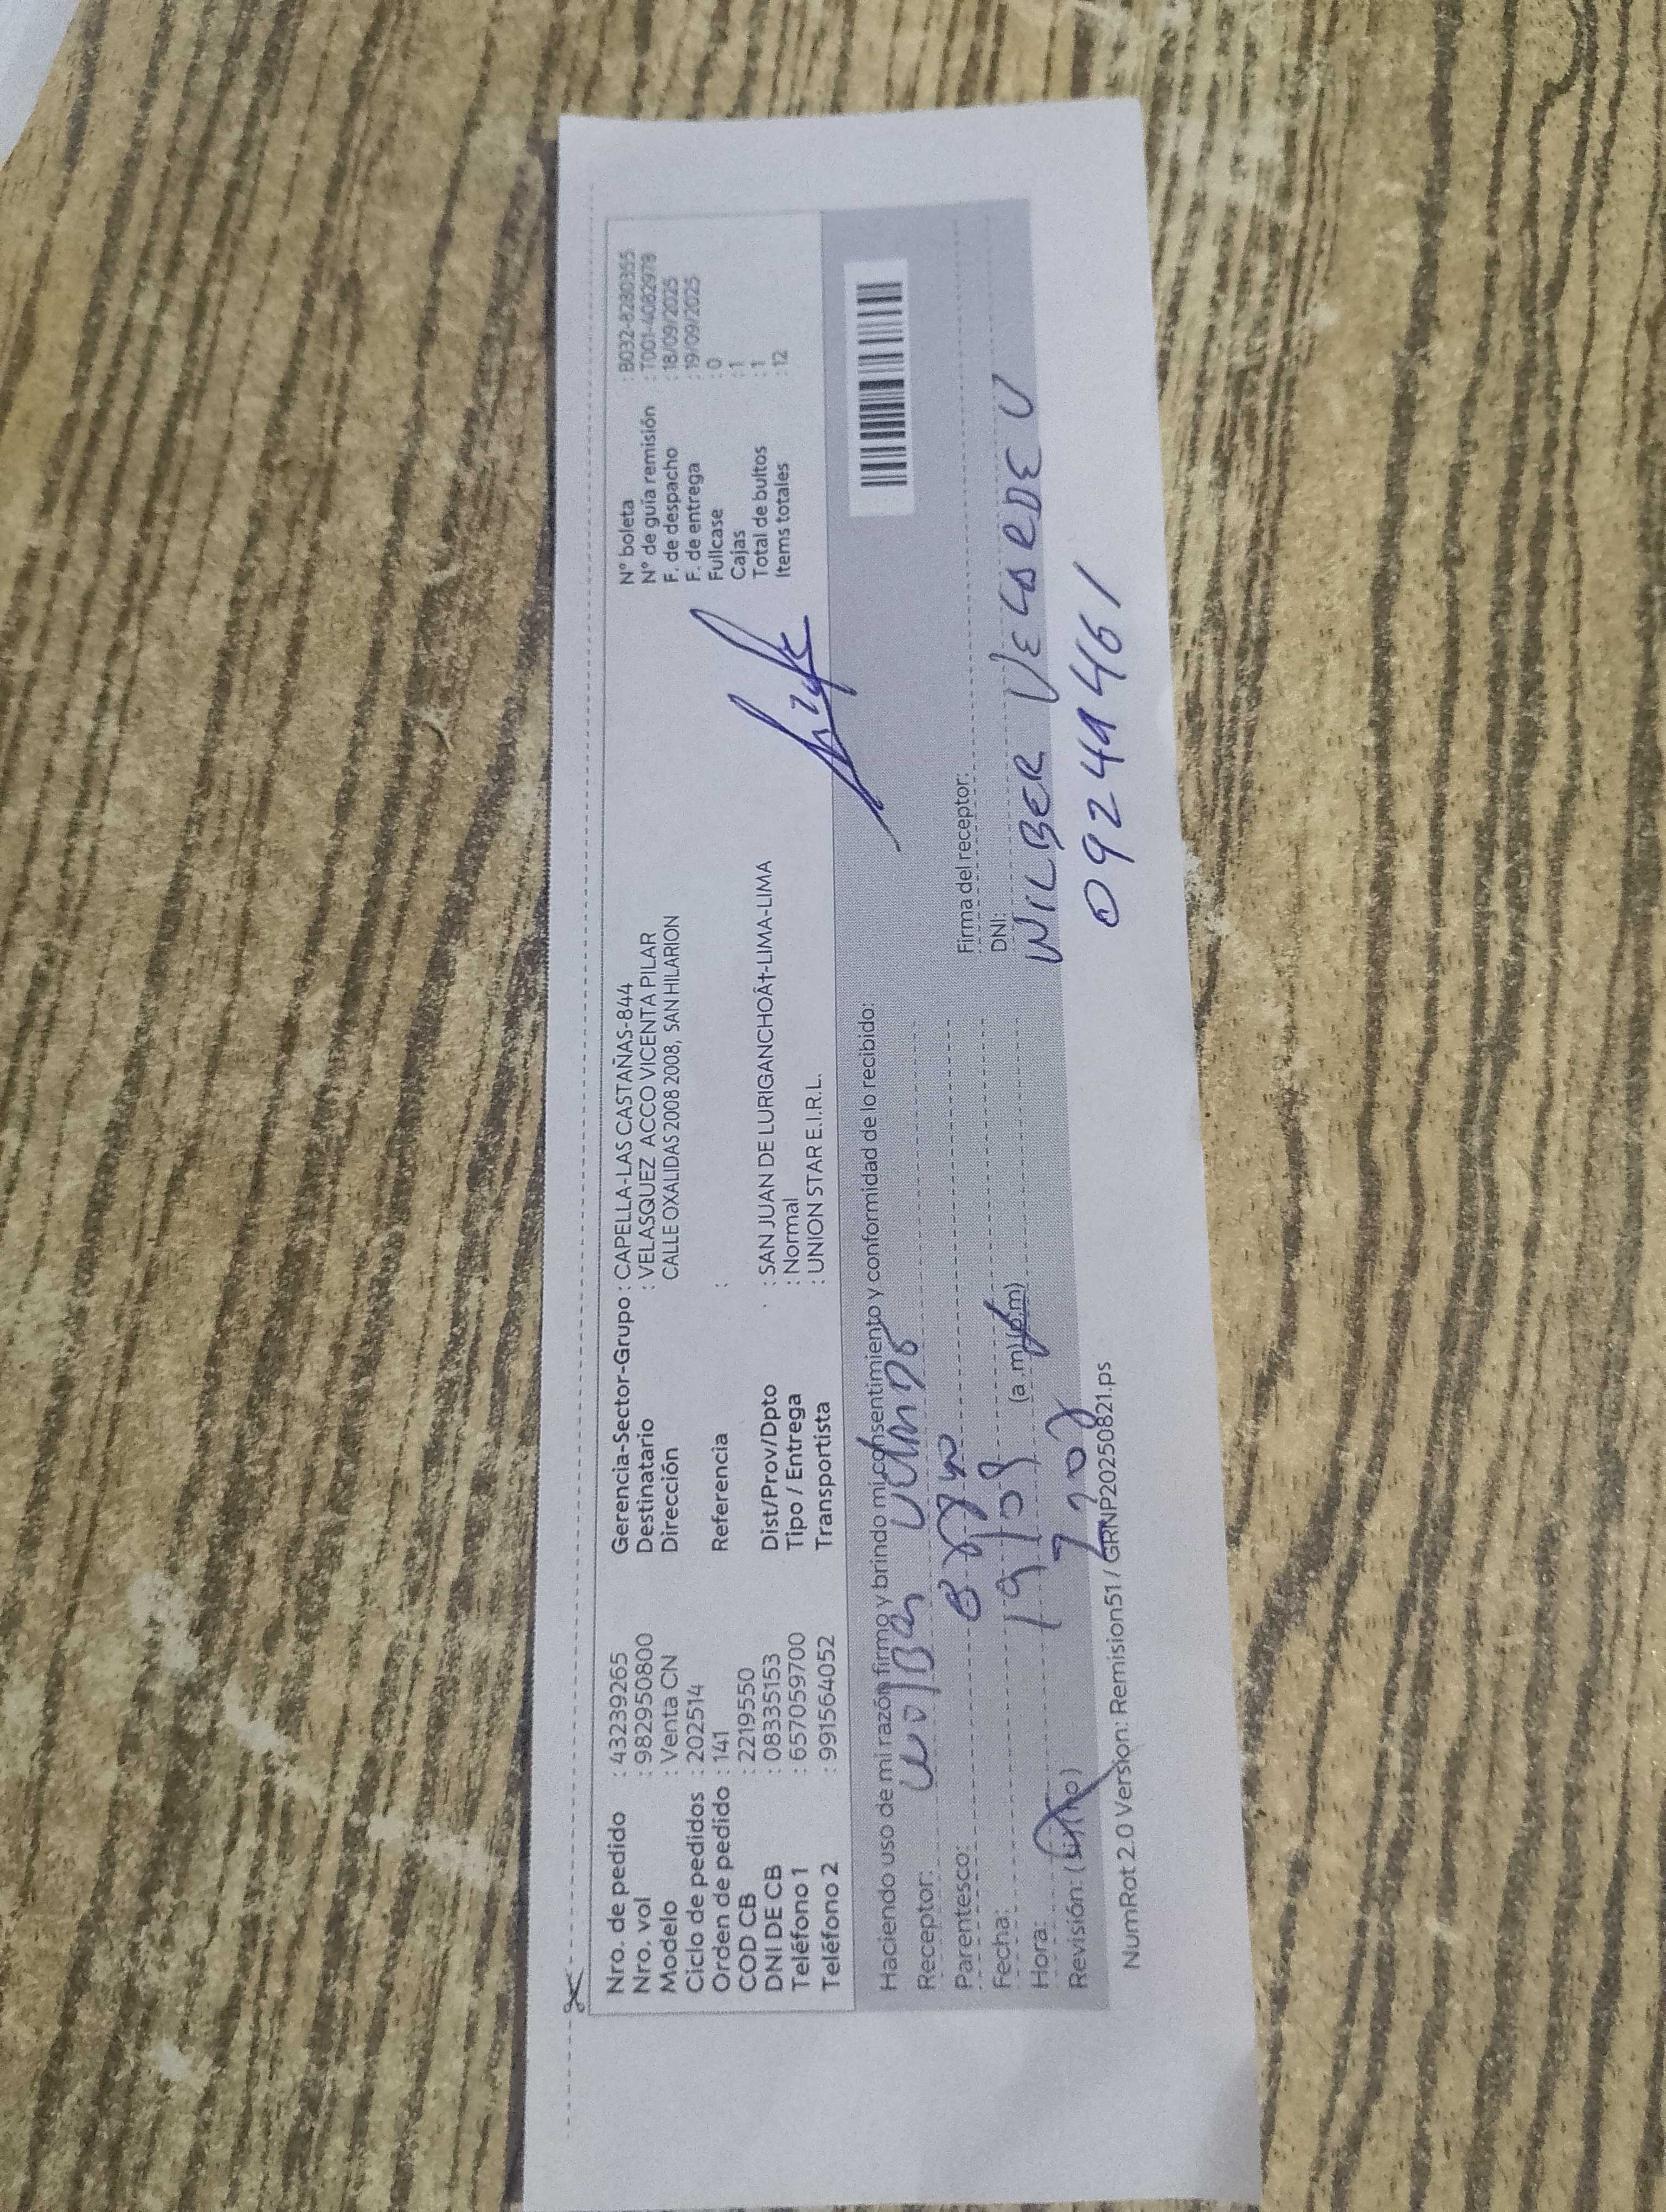 Nro. de pedido : 43239265
Nro. vol : 982950800
Modelo : Venta CN
Ciclo de pedidos : 202514
Orden de pedido : 141
COD CB : 2219550
DNI DE CB : 08335153
Teléfono 1 : 657059700
Teléfono 2 : 991564052
Gerencia-Sector-Grupo : CAPELLA-LAS CASTAÑAS-844
Destinatario : VELASQUEZ ACCO VICENTA PILAR
Dirección CALLE OXALIDAS 2008 2008, SAN HILARION
Referencia :
Dist/Prov/Dpto : SAN JUAN DE LURIGANCHOÂ†-LIMA-LIMA
Tipo / Entrega : Normal
Transportista : UNION STAR E.I.R.L.
N° boleta : B032-8280355
N° de guía remisión : T001-4082978
F. de despacho : 18/09/2025
F. de entrega : 19/09/2025
Fullcase : 0
Cajas : 1
Total de bultos : 1
Items totales : 12
Haciendo uso de mi razón firmo y brindo mi consentimiento y conformidad de lo recibido:
Receptor:
Parentesco:
Fecha: 19/09
Hora: (a.m)(p.m)
Revisión: (si/no)
Firma del receptor:
DNI:
WILBER VELARDE V
09244461
NumRot 2.0 Version: Remision51 / GRNP20250821.ps